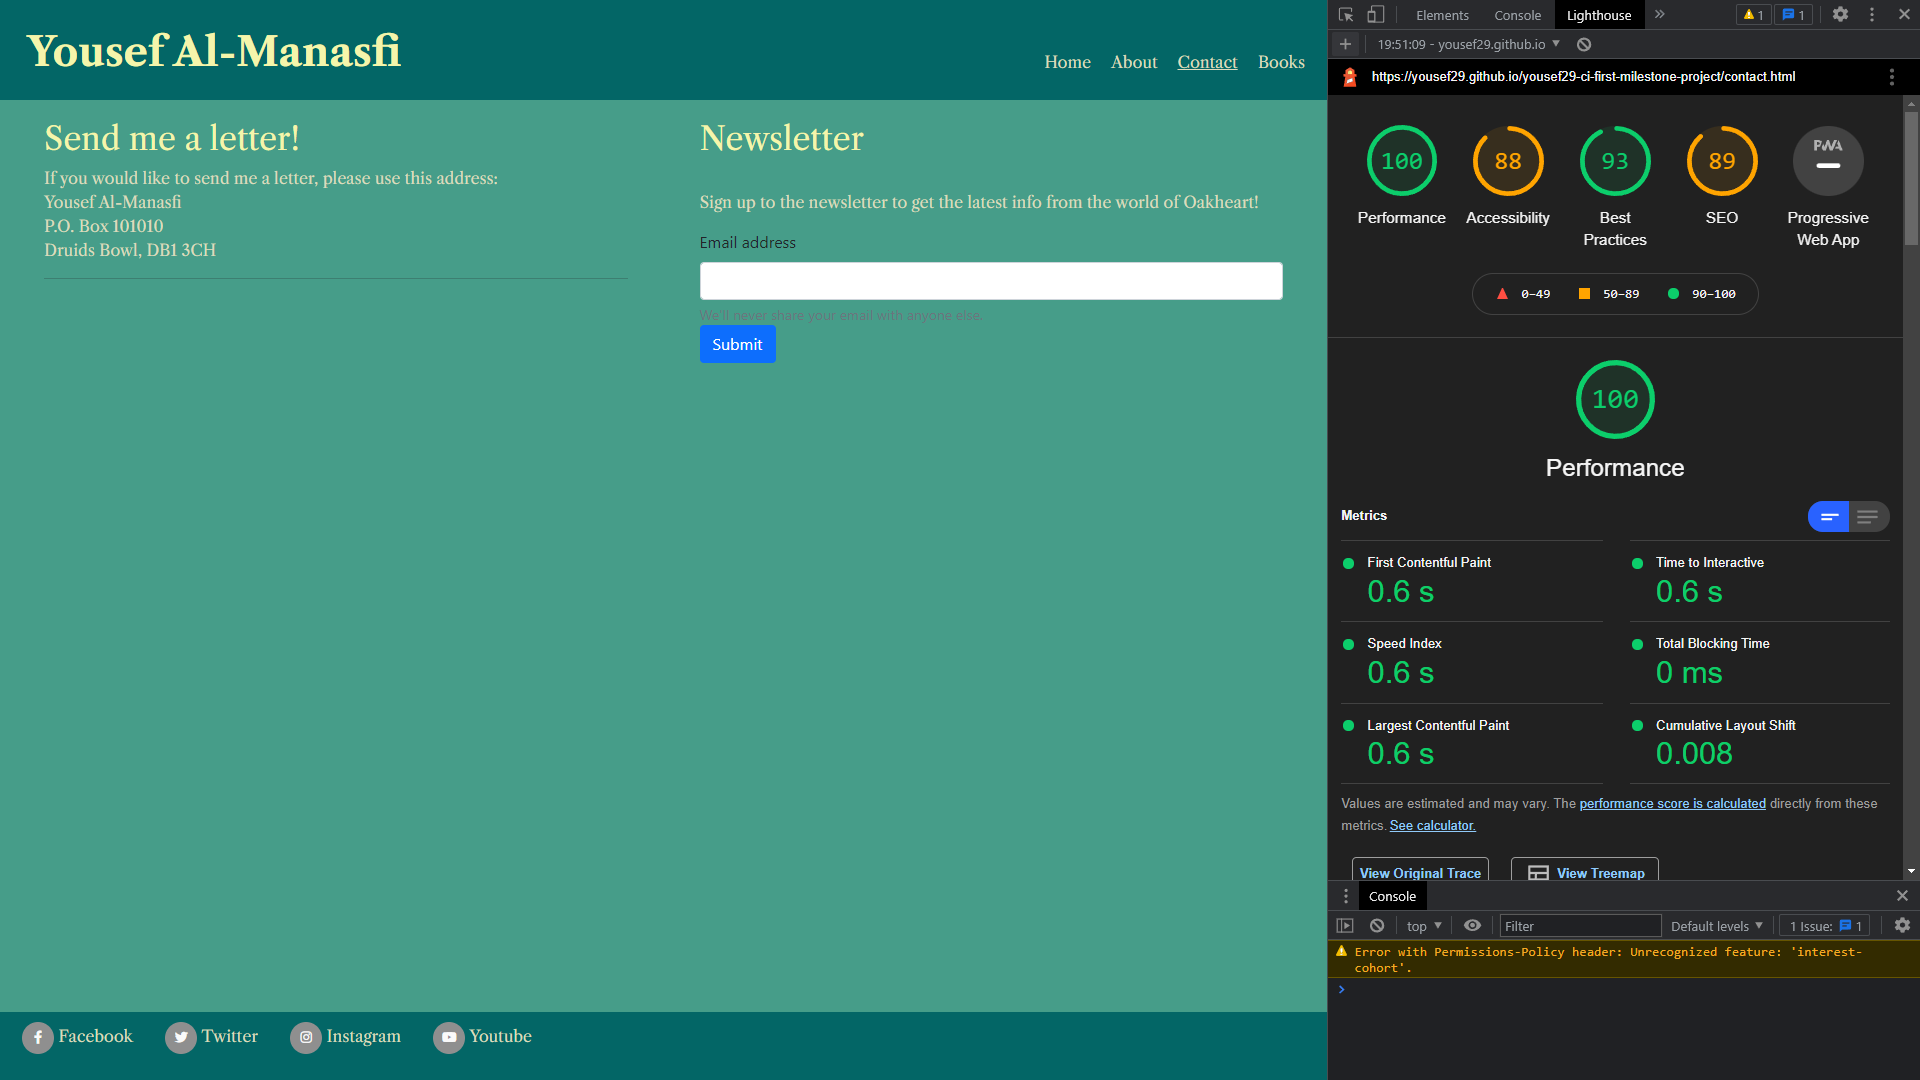 Yousef Al-Manasfi
Home About Contact Books
Send me a letter!
If you would like to send me a letter, please use this address:
Yousef Al-Manasfi
P.O. Box 101010
Druids Bowl, DB1 3CH
Newsletter
Sign up to the newsletter to get the latest info from the world of Oakheart!
Email address
We'll never share your email with anyone else.
Submit
Facebook Twitter Instagram Youtube
Elements Console Lighthouse » 1 1
19:51:09 - yousef29.github.io
https://yousef29.github.io/yousef29-ci-first-milestone-project/contact.html
100 88 93 89 PWA
Performance Accessibility Best Practices SEO Progressive Web App
0–49 50–89 90–100
100
Performance
Metrics
First Contentful Paint
0.6 s
Time to Interactive
0.6 s
Speed Index
0.6 s
Total Blocking Time
0 ms
Largest Contentful Paint
0.6 s
Cumulative Layout Shift
0.008
Values are estimated and may vary. The performance score is calculated directly from these
metrics. See calculator.
View Original Trace View Treemap
Console
top Filter Default levels 1 Issue: 1
Error with Permissions-Policy header: Unrecognized feature: 'interest-
cohort'.